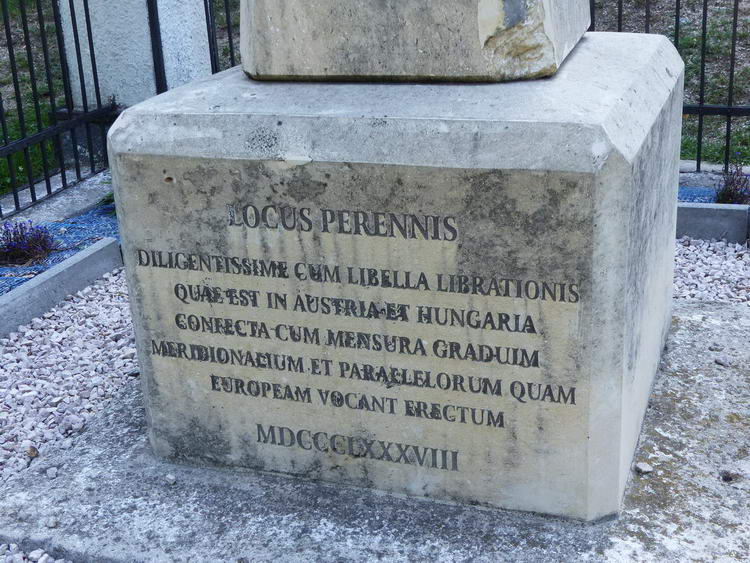 LOCUS PERENNIS
DILIGENTISSIME CUM LIBELLA LIBRATIONIS
QUAE EST IN AUSTRIA ET HUNGARIA
CONFECTA CUM MENSURA GRADUIM
MERIDIONALIUM ET PARALLELORUM QUAM
EUROPEAM VOCANT ERECTUM
MDCCCLXXXVIII